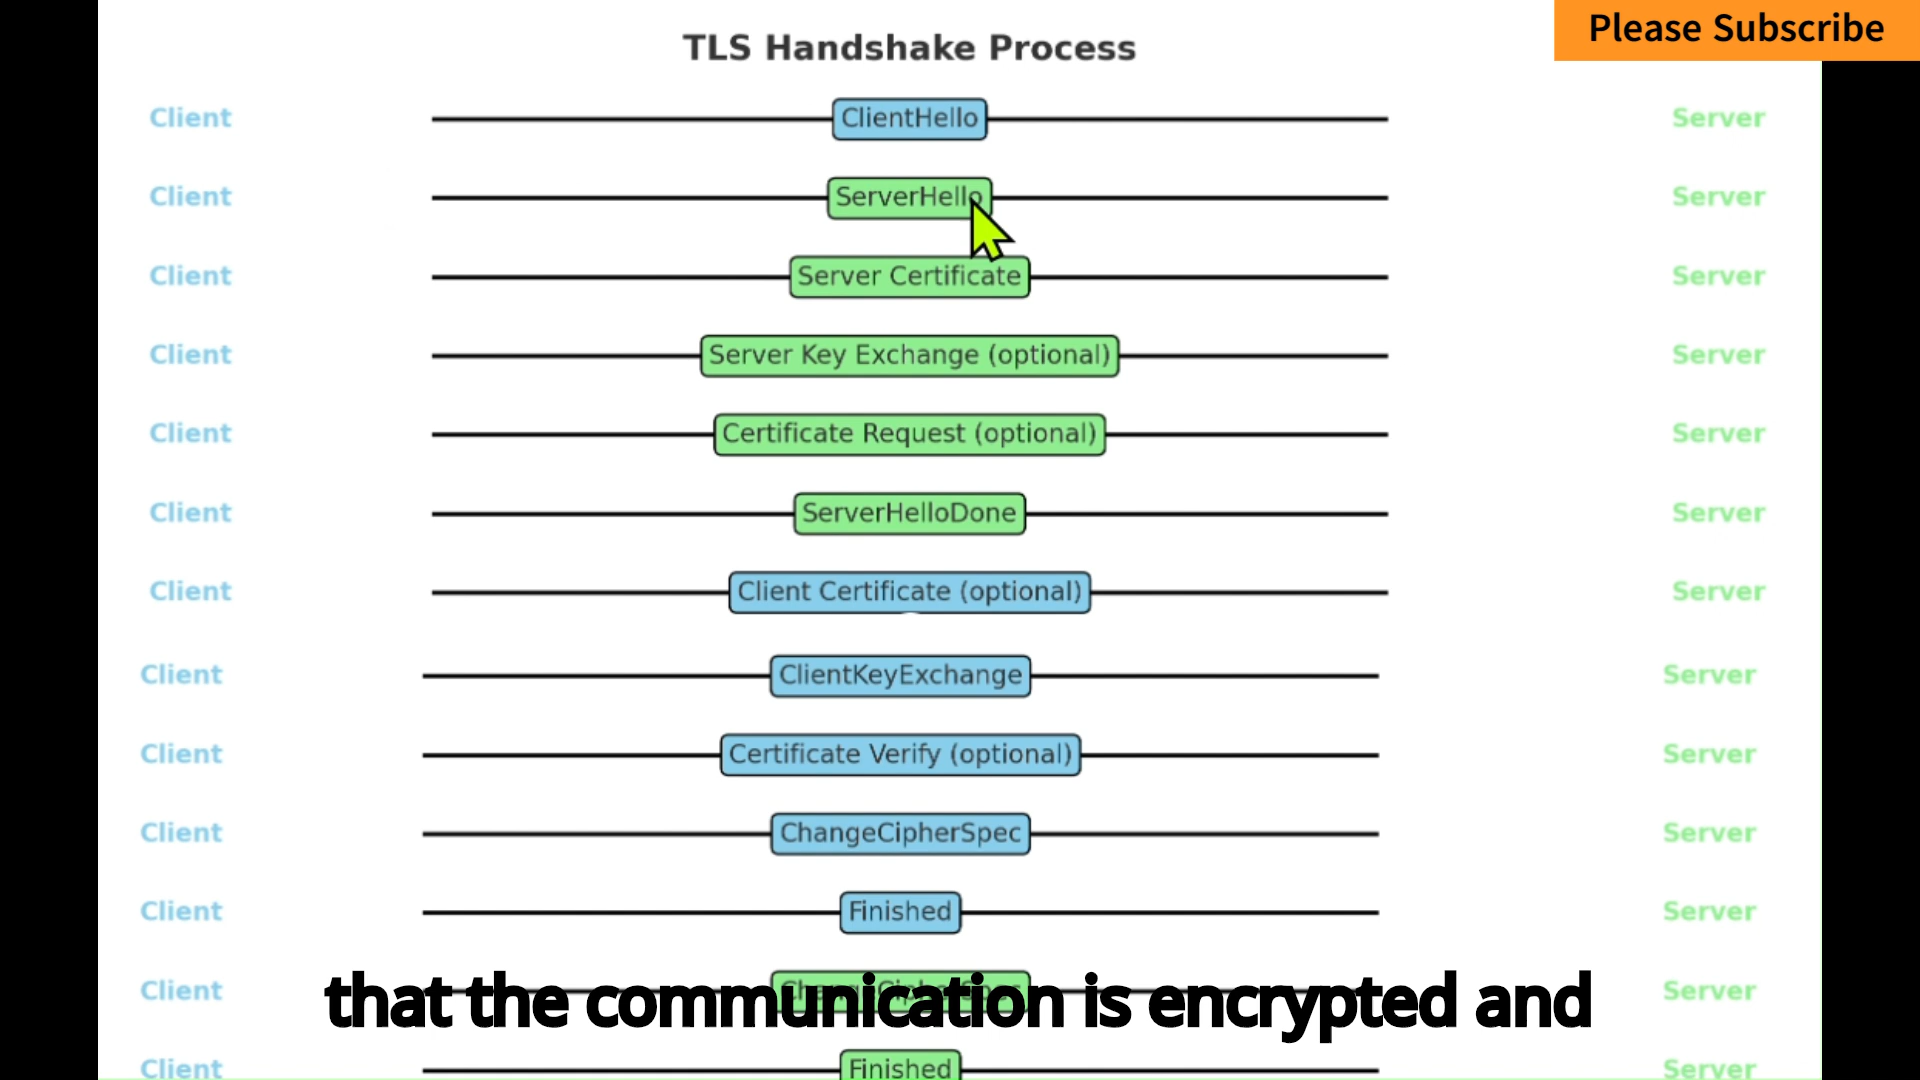 Please Subscribe
TLS Handshake Process
Client ClientHello Server
Client ServerHello Server
Client Server Certificate Server
Client Server Key Exchange (optional) Server
Client Certificate Request (optional) Server
Client ServerHelloDone Server
Client Client Certificate (optional) Server
Client ClientKeyExchange Server
Client Certificate Verify (optional) Server
Client ChangeCipherSpec Server
Client Finished Server
Client ChangeCipherSpec Server
that the communication is encrypted and
Client Finished Server